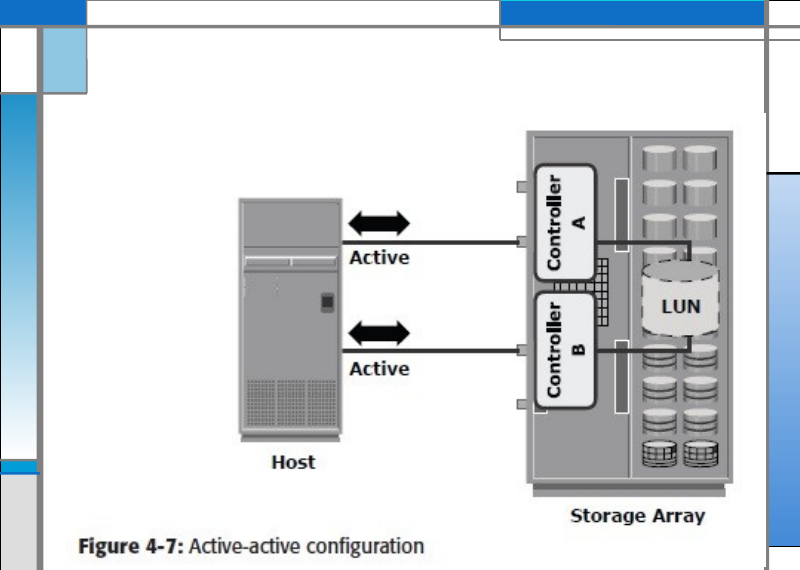 Controller
A
Active
LUN
Controller
B
Active
Host
Storage Array
Figure 4-7: Active-active configuration